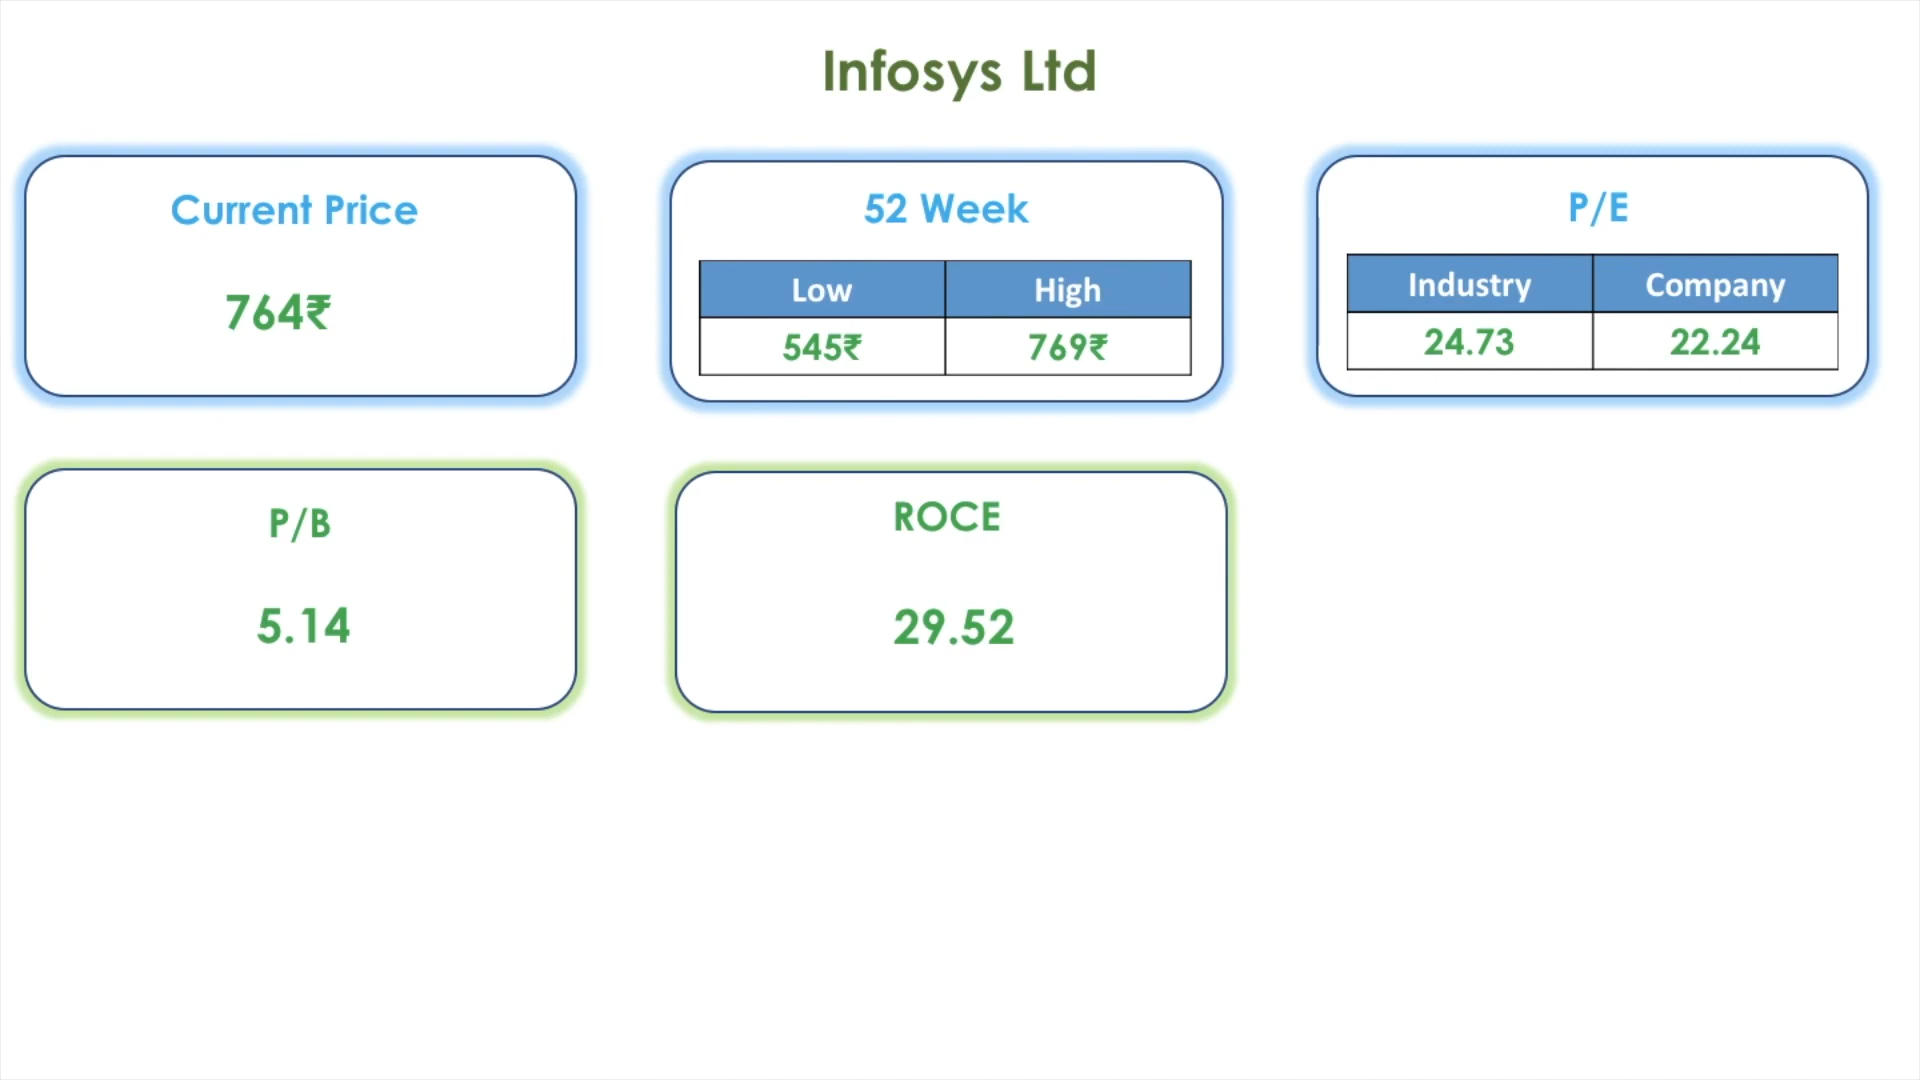 Infosys Ltd
Current Price
764₹
52 Week
Low High
545₹ 769₹
P/E
Industry Company
24.73 22.24
P/B
5.14
ROCE
29.52